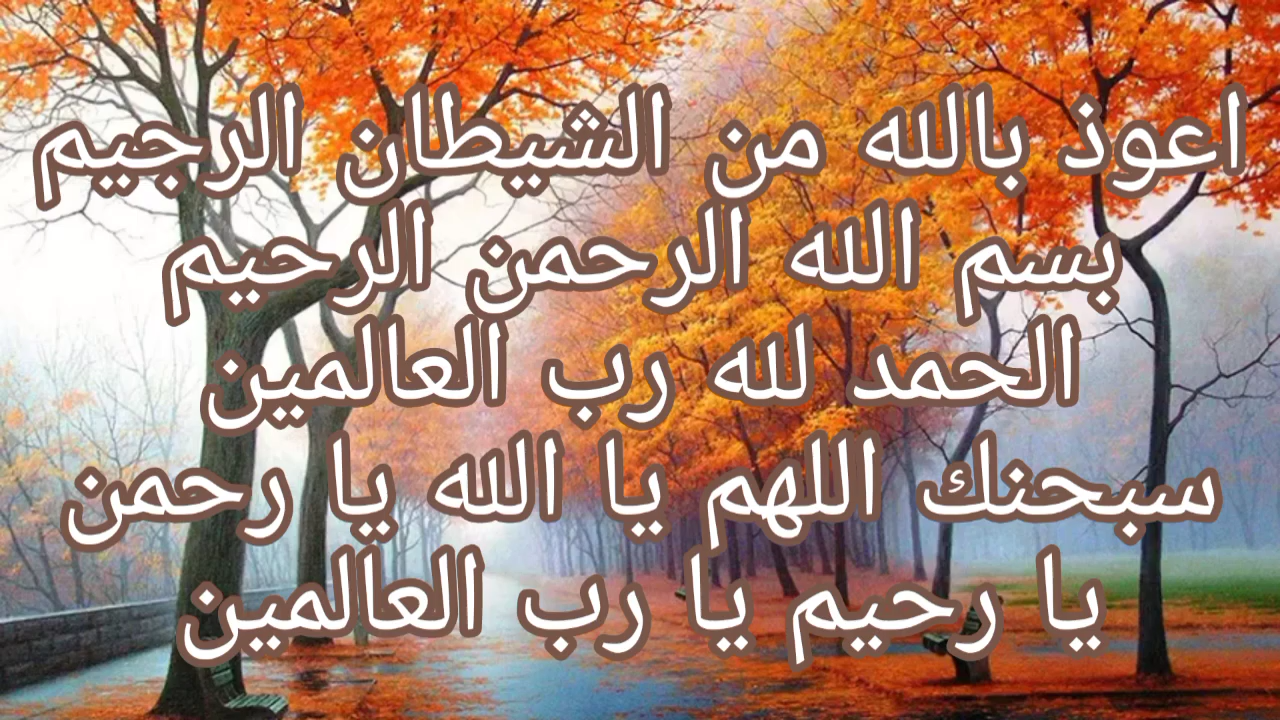 اعوذ بالله من الشيطان الرجيم
بسم الله الرحمن الرحيم
الحمد لله رب العالمين
سبحنك اللهم يا الله يا رحمن
يا رحيم يا رب العالمين